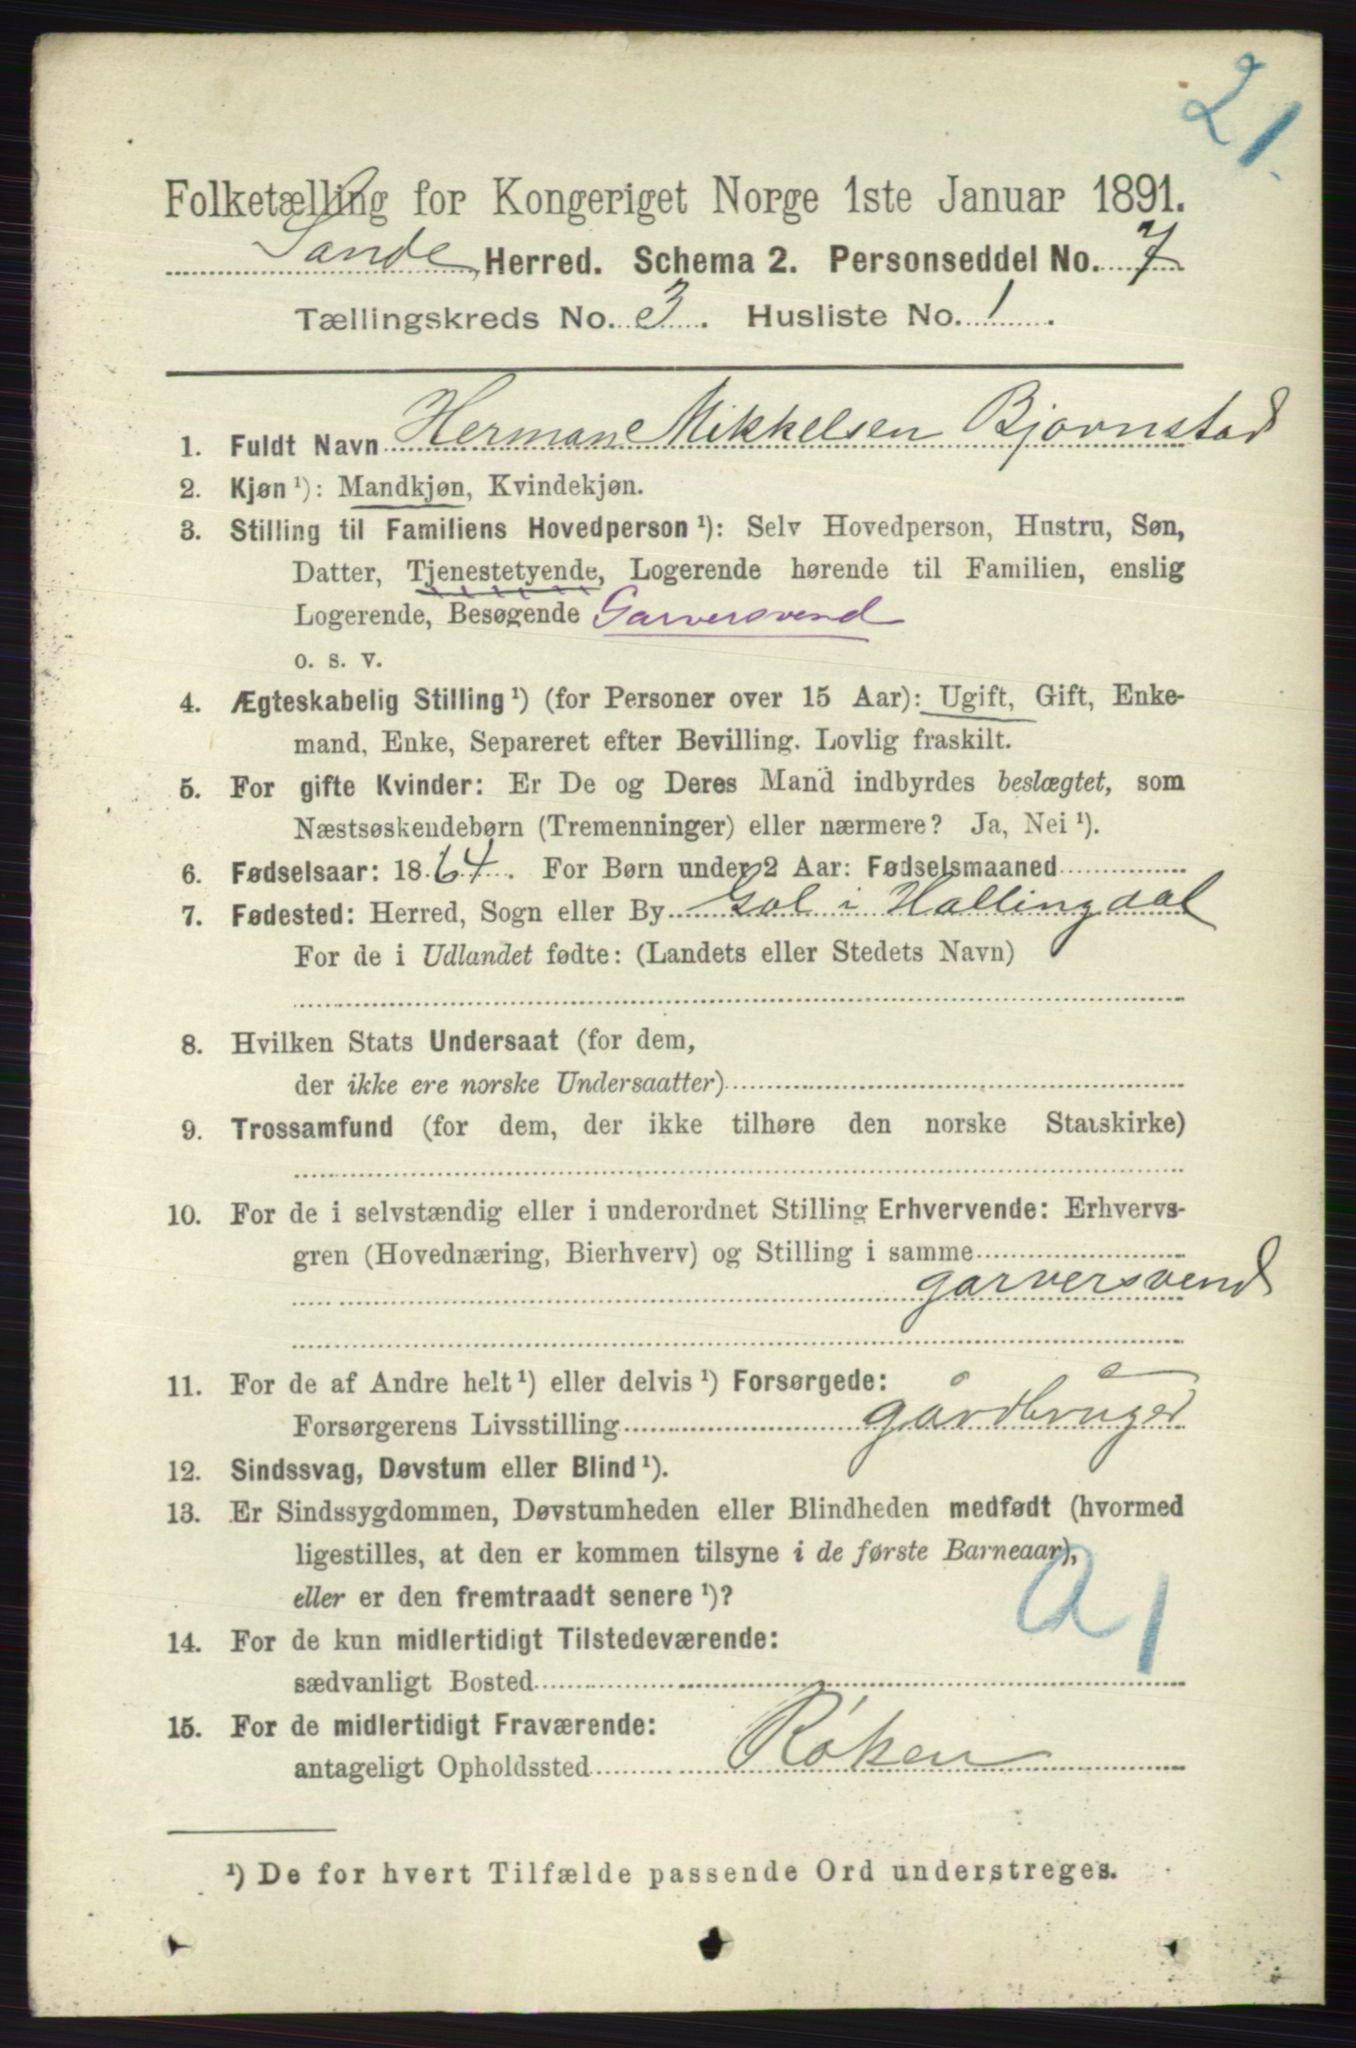 21.
Folketælling for Kongeriget Norge 1ste Januar 1891.
Sande Herred. Schema 2. Personseddel No. 7
Tællingskreds No. 3. Husliste No. 1.
1. Fuldt Navn Herman Mikkelsen Bjørnstad
2. Kjøn ¹): Mandkjøn, Kvindekjøn.
3. Stilling til Familiens Hovedperson ¹): Selv Hovedperson, Hustru, Søn,
Datter, Tjenestetyende, Logerende hørende til Familien, enslig
Logerende, Besøgende Garversvend
o. s. v.
4. Ægteskabelig Stilling ¹) (for Personer over 15 Aar): Ugift, Gift, Enke-
mand, Enke, Separeret efter Bevilling. Lovlig fraskilt.
5. For gifte Kvinder: Er De og Deres Mand indbyrdes beslægtet, som
Næstsøskendebørn (Tremenninger) eller nærmere? Ja, Nei ¹).
6. Fødselsaar: 1864. For Børn under 2 Aar: Fødselsmaaned
7. Fødested: Herred, Sogn eller By Gol i Hallingdal
For de i Udlandet fødte: (Landets eller Stedets Navn)
8. Hvilken Stats Undersaat (for dem,
der ikke ere norske Undersaatter)
9. Trossamfund (for dem, der ikke tilhøre den norske Statskirke)
10. For de i selvstændig eller i underordnet Stilling Erhvervende: Erhvervs-
gren (Hovednæring, Bierhverv) og Stilling i samme
garversvend
11. For de af Andre helt ¹) eller delvis ¹) Forsørgede:
Forsørgerens Livsstilling gårdbruger
12. Sindssvag, Døvstum eller Blind ¹).
13. Er Sindssygdommen, Døvstumheden eller Blindheden medfødt (hvormed
ligestilles, at den er kommen tilsyne i de første Barneaar),
eller er den fremtraadt senere ¹)?
14. For de kun midlertidigt Tilstedeværende:
sædvanligt Bosted
15. For de midlertidigt Fraværende:
antageligt Opholdssted Røken
¹) De for hvert Tilfælde passende Ord understreges.